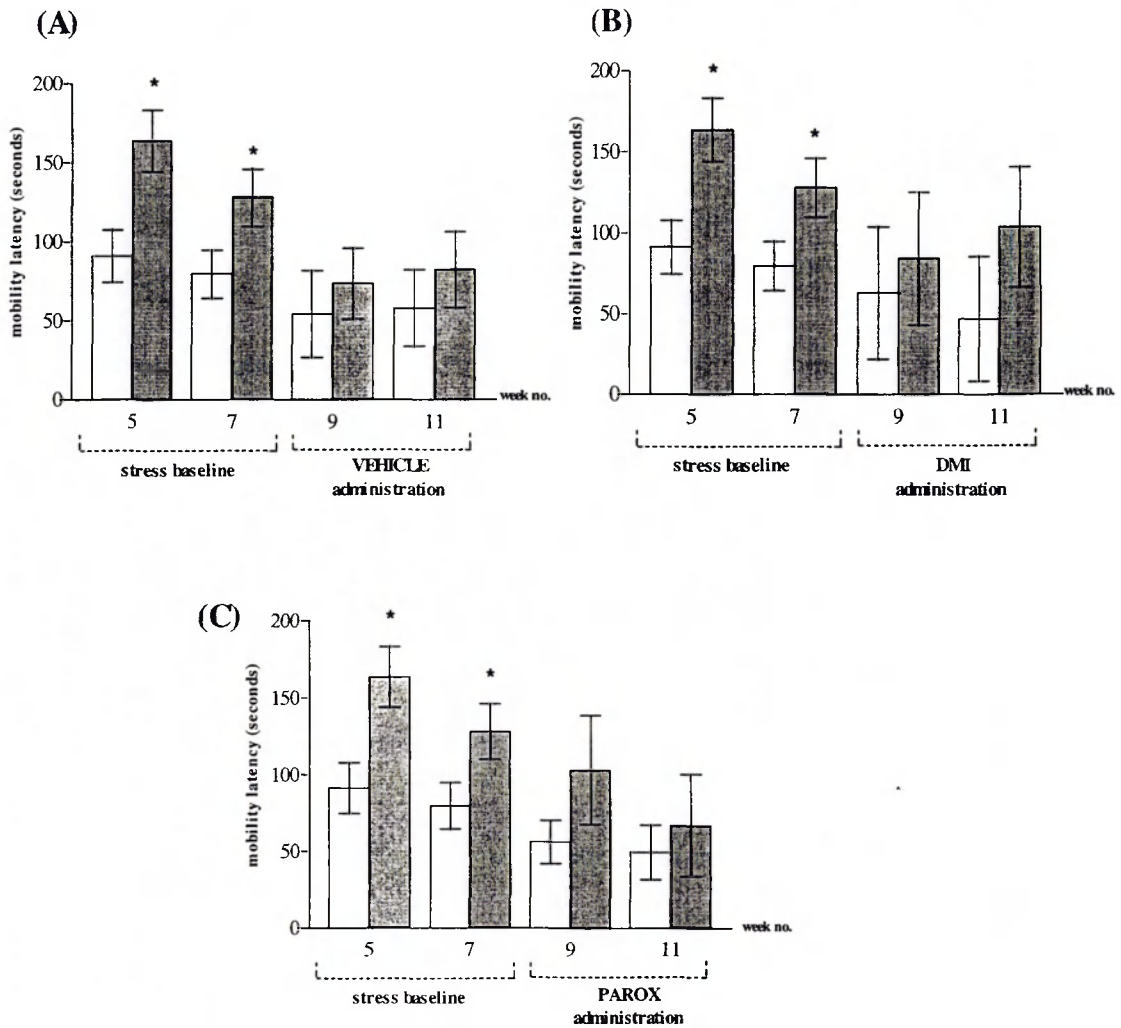 (A)
mobility latency (seconds)
200
*
150
*
100
50
0
week no.
5 7 9 11
stress baseline
VEHICLE
administration
(B)
mobility latency (seconds)
200
*
150
*
100
50
0
week no.
5 7 9 11
stress baseline
DMI
administration
(C)
mobility latency (seconds)
200
*
150
*
100
50
0
week no.
5 7 9 11
stress baseline
PAROX
administration